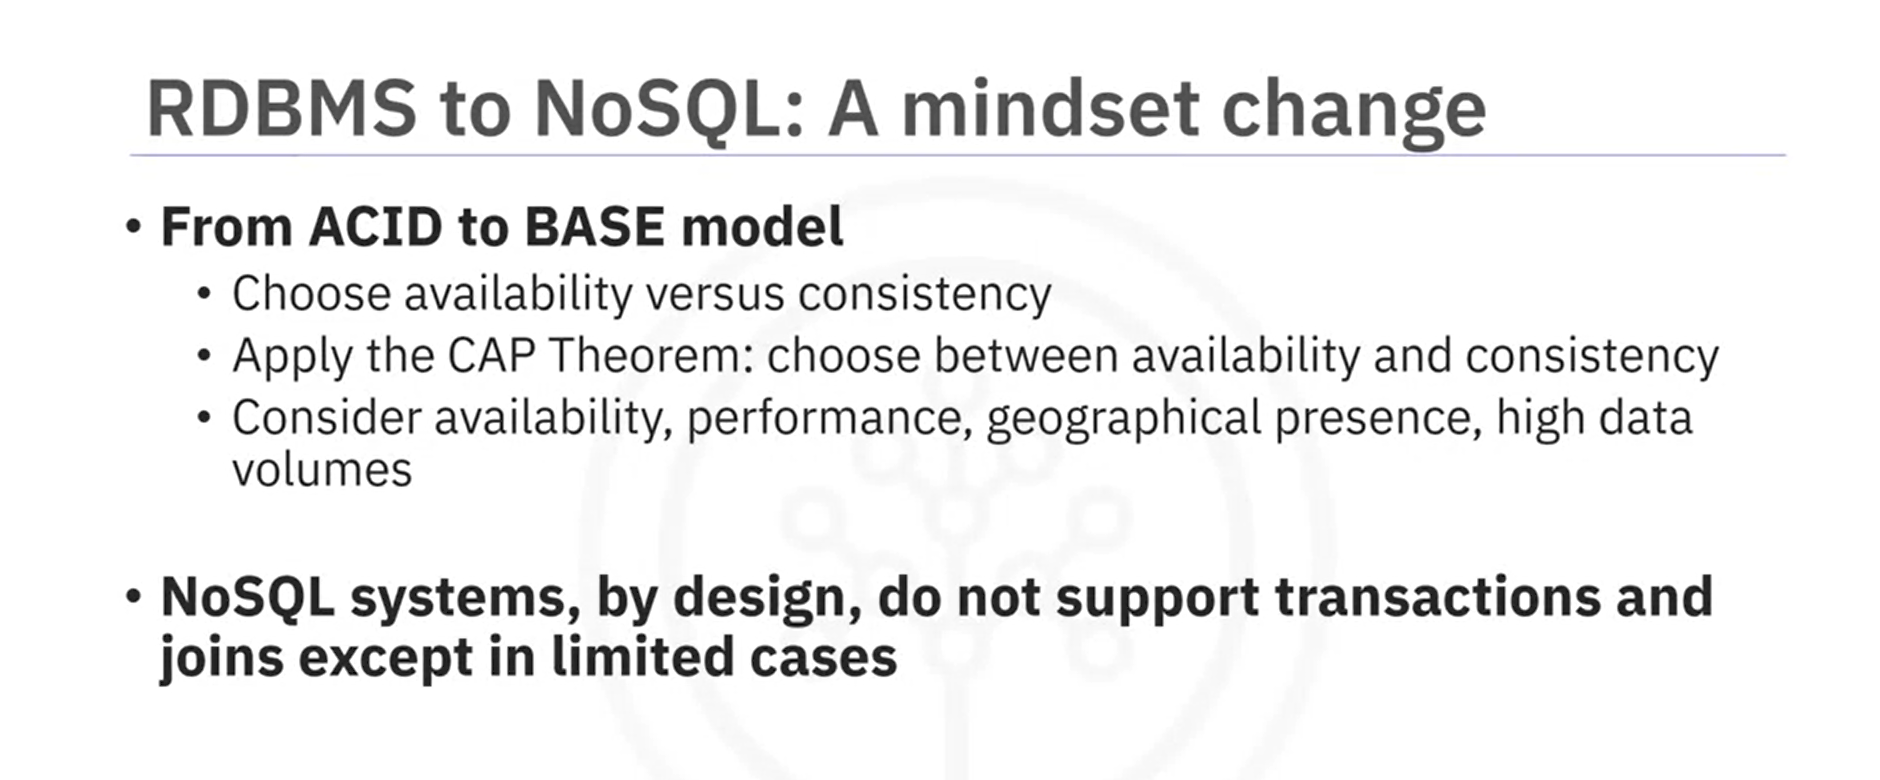 RDBMS to NoSQL: A mindset change
• From ACID to BASE model
• Choose availability versus consistency
• Apply the CAP Theorem: choose between availability and consistency
• Consider availability, performance, geographical presence, high data
volumes
• NoSQL systems, by design, do not support transactions and
joins except in limited cases